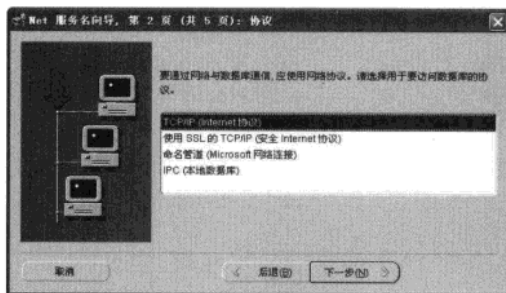 Net 服务名向导, 第 2 页 (共 5 页): 协议
要通过网络与数据库通信,应使用网络协议。请选择用于要访问数据库的协
议。
TCP/IP (Internet 协议)
使用 SSL 的 TCP/IP (安全 Internet 协议)
命名管道 (Microsoft 网络连接)
IPC (本地数据库)
取消
后退(B)
下一步(N)